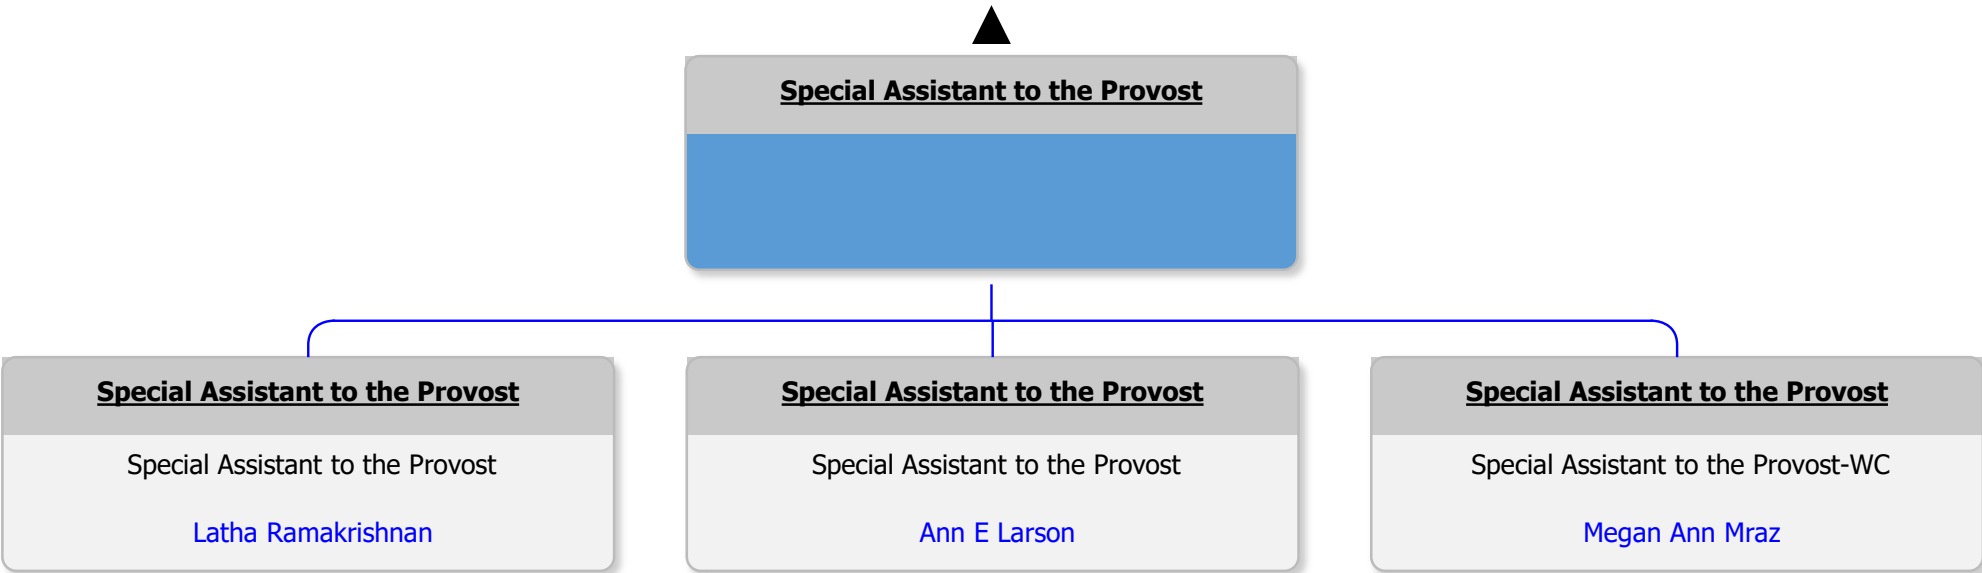 Special Assistant to the Provost
Special Assistant to the Provost
Special Assistant to the Provost
Latha Ramakrishnan
Special Assistant to the Provost
Special Assistant to the Provost
Ann E Larson
Special Assistant to the Provost
Special Assistant to the Provost-WC
Megan Ann Mraz